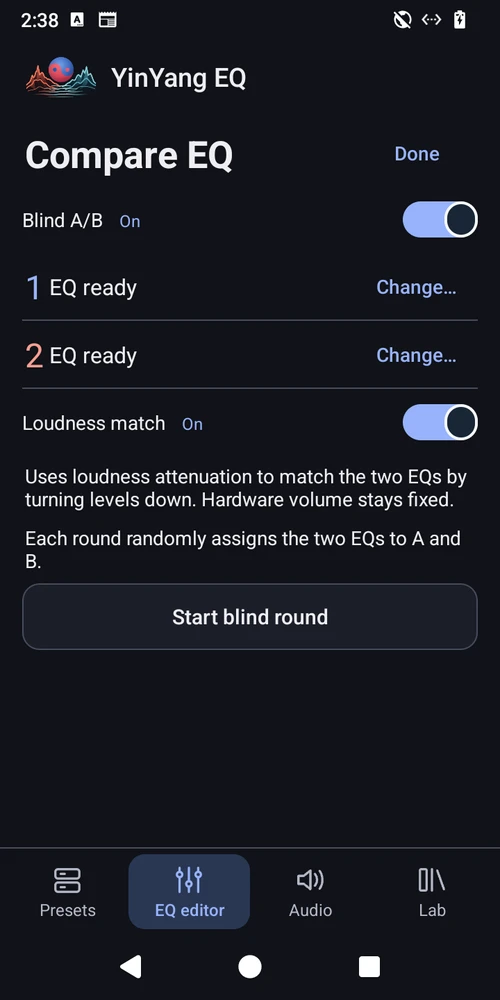 2:38
A
YinYang EQ
Compare EQ
Done
Blind A/B On
1 EQ ready
Change…
2 EQ ready
Change…
Loudness match On
Uses loudness attenuation to match the two EQs by
turning levels down. Hardware volume stays fixed.
Each round randomly assigns the two EQs to A and
B.
Start blind round
Presets
EQ editor
Audio
Lab